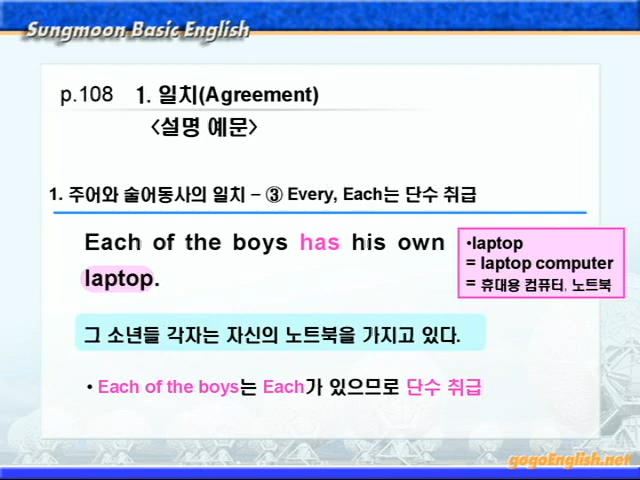 Sungmoon Basic English
p.108 1. 일치(Agreement)
<설명 예문>
1. 주어와 술어동사의 일치 – ③ Every, Each는 단수 취급
Each of the boys has his own
laptop.
•laptop
= laptop computer
= 휴대용 컴퓨터, 노트북
그 소년들 각자는 자신의 노트북을 가지고 있다.
• Each of the boys는 Each가 있으므로 단수 취급
gogoEnglish.net